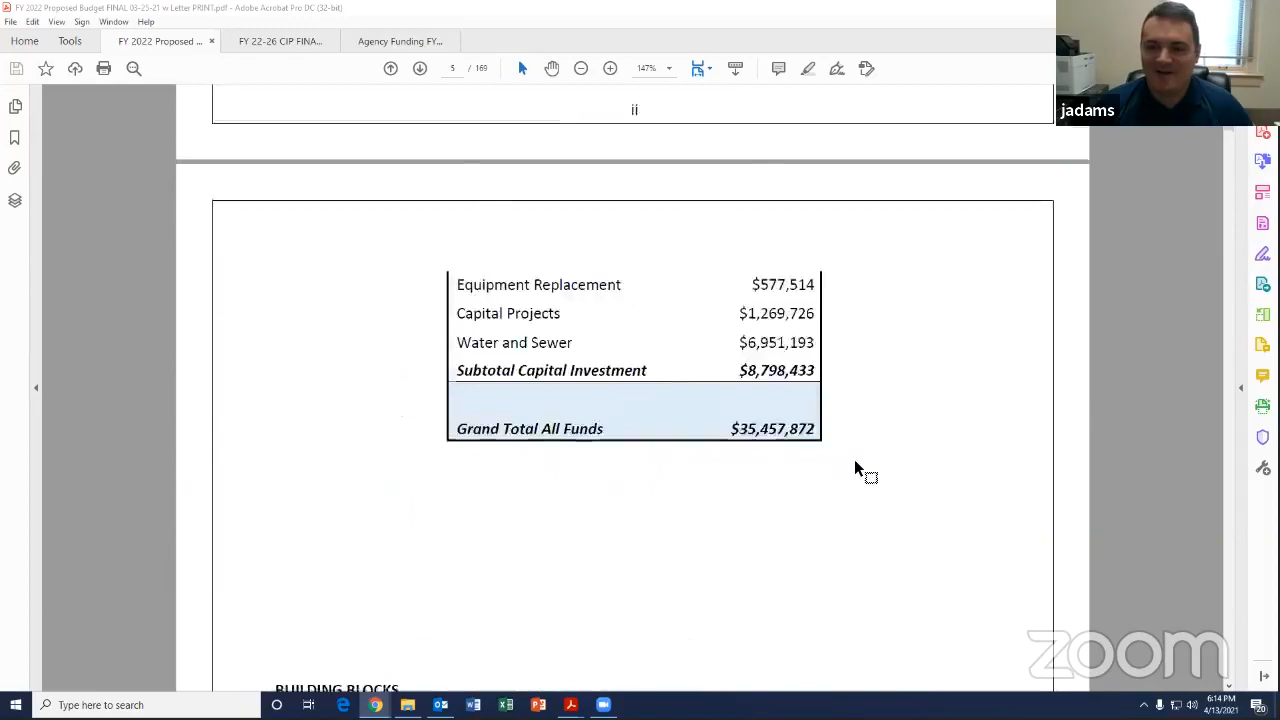 FY 2022 Proposed Budget FINAL 03-25-21 w Letter PRINT.pdf - Adobe Acrobat Pro DC (32-bit)
File Edit View Sign Window Help
Home Tools FY 2022 Proposed ... × FY 22-26 CIP FINA... Agency Funding FY...
5 / 169 147%
jadams
ii
Equipment Replacement $577,514
Capital Projects $1,269,726
Water and Sewer $6,951,193
Subtotal Capital Investment $8,798,433
Grand Total All Funds $35,457,872
zoom
BUILDING BLOCKS
Type here to search
6:14 PM
4/13/2021
20